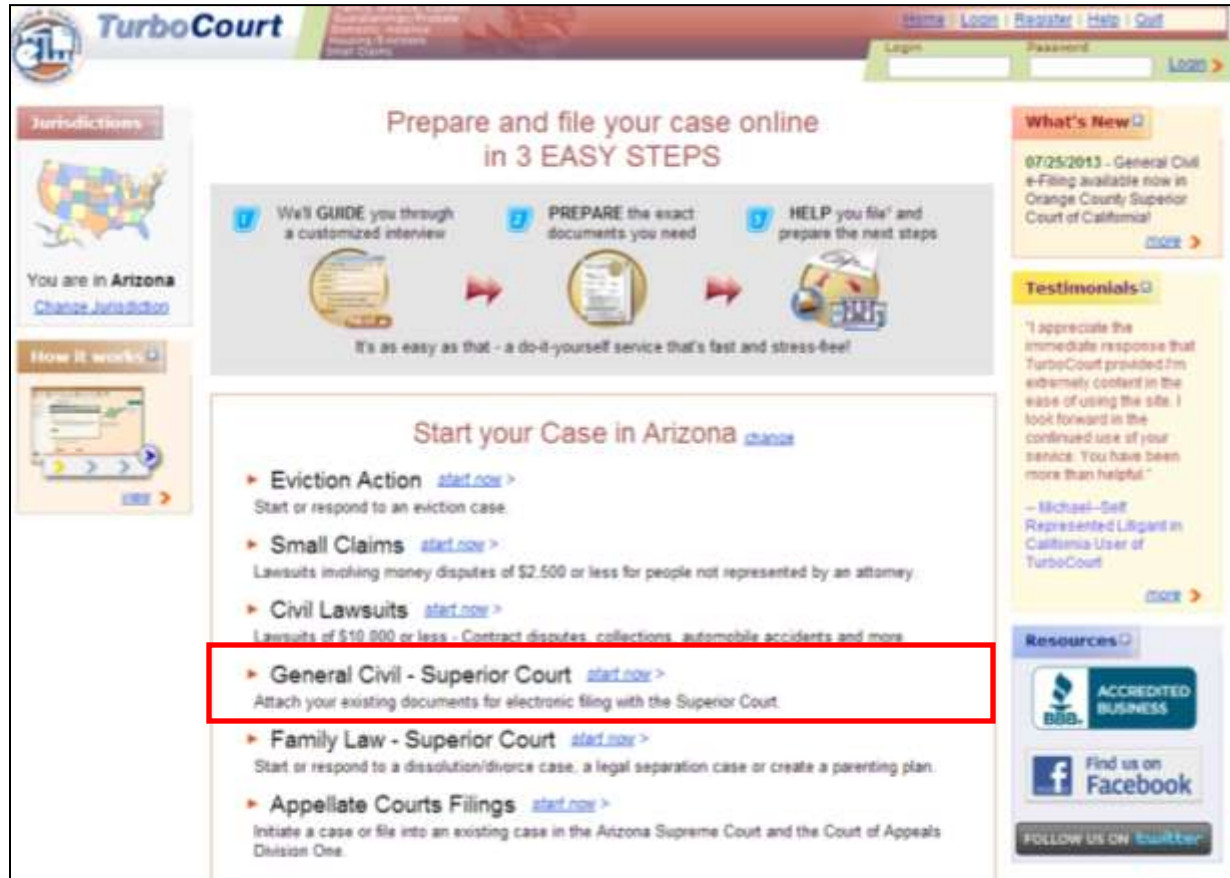 TurboCourt
Guardianships/Probate
Domestic Violence
Housing/Evictions
Small Claims
Home | Login | Register | Help | Quit
Login
Password
Login >
Jurisdictions
You are in Arizona
Change Jurisdiction
How it works
view >
Prepare and file your case online
in 3 EASY STEPS
1
We'll GUIDE you through
a customized interview
2
PREPARE the exact
documents you need
3
HELP you file* and
prepare the next steps
It's as easy as that - a do-it-yourself service that's fast and stress-free!
Start your Case in Arizona change
Eviction Action start now >
Start or respond to an eviction case.
Small Claims start now >
Lawsuits involving money disputes of $2,500 or less for people not represented by an attorney.
Civil Lawsuits start now >
Lawsuits of $10,000 or less - Contract disputes, collections, automobile accidents and more.
General Civil - Superior Court start now >
Attach your existing documents for electronic filing with the Superior Court.
Family Law - Superior Court start now >
Start or respond to a dissolution/divorce case, a legal separation case or create a parenting plan.
Appellate Courts Filings start now >
Initiate a case or file into an existing case in the Arizona Supreme Court and the Court of Appeals
Division One.
What's New
07/25/2013 - General Civil
e-Filing available now in
Orange County Superior
Court of California!
more >
Testimonials
"I appreciate the
immediate response that
TurboCourt provided I'm
extremely content in the
ease of using the site. I
look forward in the
continued use of your
service. You have been
more than helpful."
-- Michael--Self
Represented Litigant in
California User of
TurboCourt
more >
Resources
BBB.
ACCREDITED
BUSINESS
f
Find us on
Facebook
FOLLOW US ON twitter